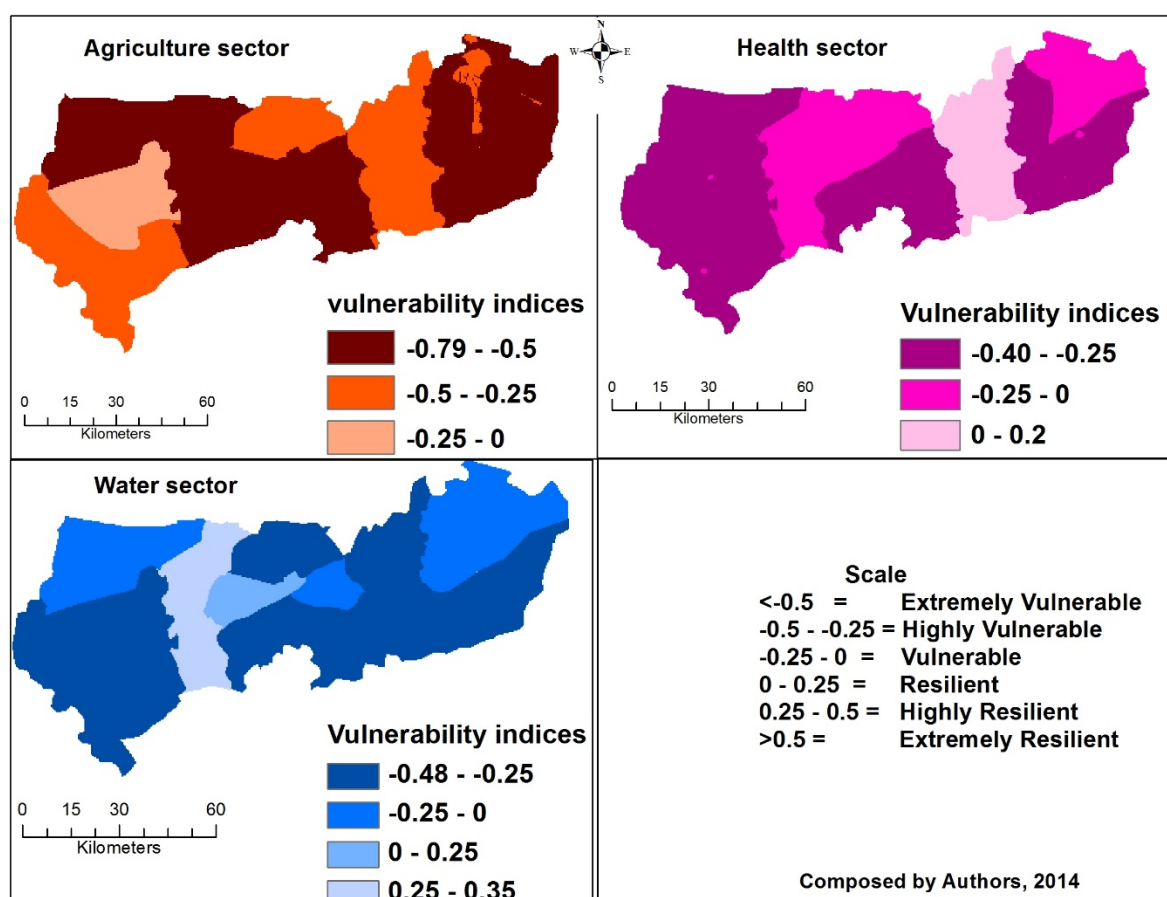 Agriculture sector
vulnerability indices
-0.79 - -0.5
-0.5 - -0.25
-0.25 - 0
0 15 30 60
Kilometers
N
W E
S
Health sector
Vulnerability indices
-0.40 - -0.25
-0.25 - 0
0 - 0.2
0 15 30 60
Kilometers
Water sector
Vulnerability indices
-0.48 - -0.25
-0.25 - 0
0 - 0.25
0.25 - 0.35
0 15 30 60
Kilometers
Scale
<-0.5 = Extremely Vulnerable
-0.5 - -0.25 = Highly Vulnerable
-0.25 - 0 = Vulnerable
0 - 0.25 = Resilient
0.25 - 0.5 = Highly Resilient
>0.5 = Extremely Resilient
Composed by Authors, 2014